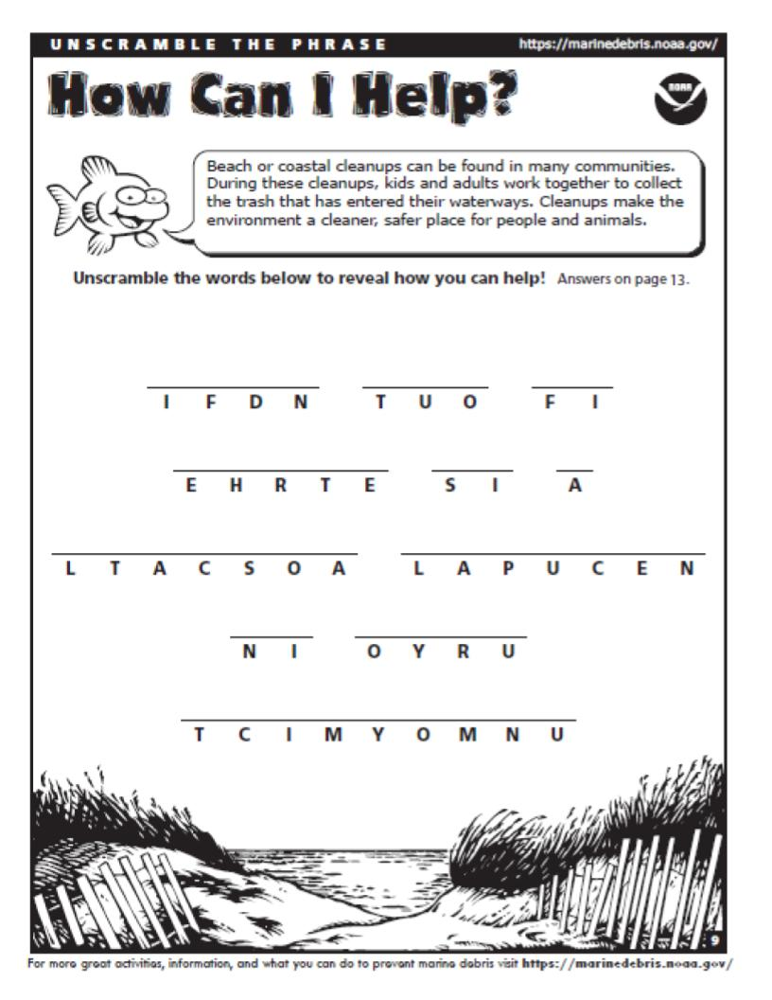 UNSCRAMBLE THE PHRASE https://marinedebris.noaa.gov/
How Can I Help?
NOAA
Beach or coastal cleanups can be found in many communities.
During these cleanups, kids and adults work together to collect
the trash that has entered their waterways. Cleanups make the
environment a cleaner, safer place for people and animals.
Unscramble the words below to reveal how you can help! Answers on page 13.
I F D N T U O F I
E H R T E S I A
L T A C S O A L A P U C E N
N I O Y R U
T C I M Y O M N U
9
For more great activities, information, and what you can do to prevent marine debris visit https://marinedebris.noaa.gov/